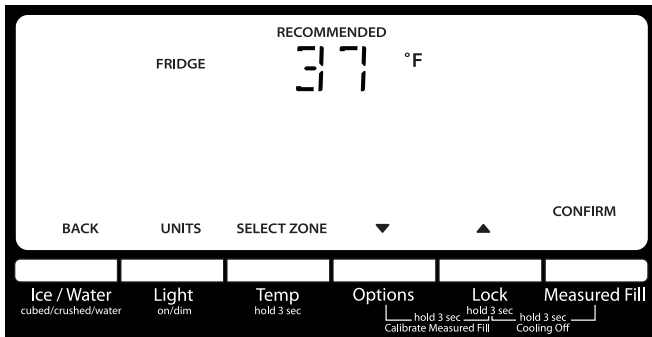 RECOMMENDED
FRIDGE 37 °F
CONFIRM
BACK UNITS SELECT ZONE ▼ ▲
Ice / Water Light Temp Options Lock Measured Fill
cubed/crushed/water on/dim hold 3 sec hold 3 sec
hold 3 sec hold 3 sec
Calibrate Measured Fill Cooling Off